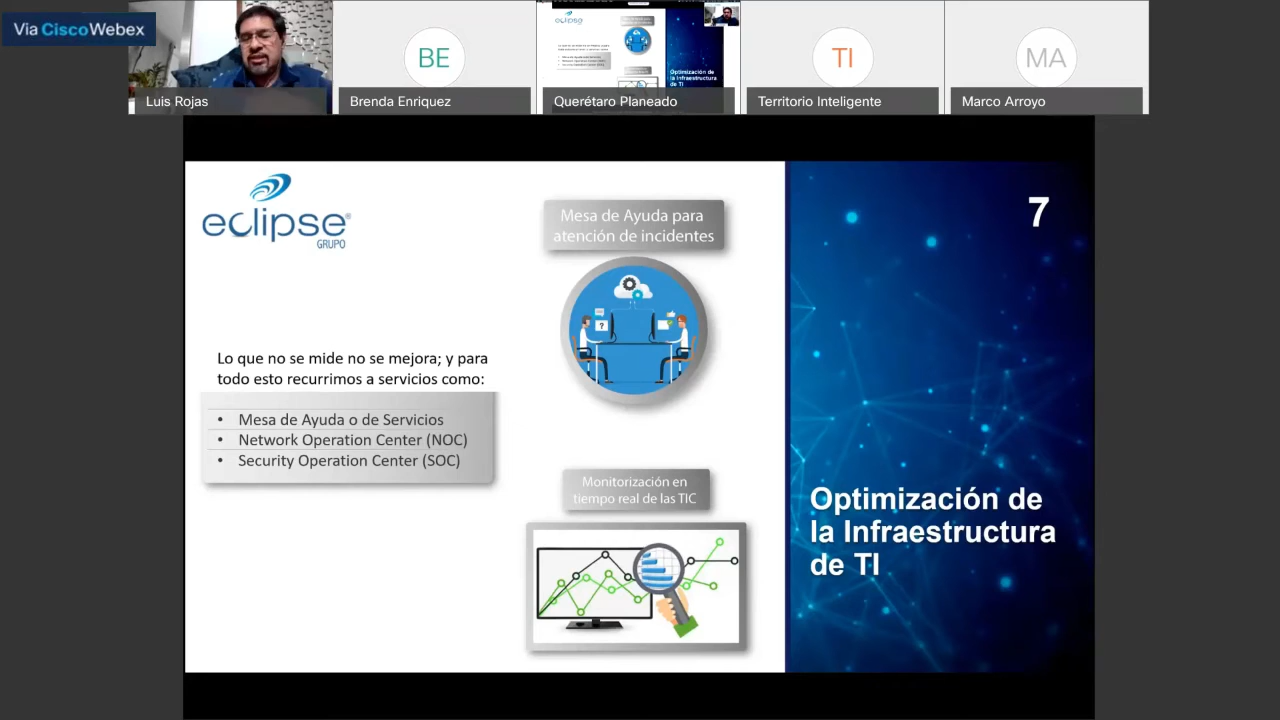 Via Cisco Webex
Luis Rojas
BE
Brenda Enriquez
Querétaro Planeado
TI
Territorio Inteligente
MA
Marco Arroyo
eclipse®
GRUPO
Lo que no se mide no se mejora; y para
todo esto recurrimos a servicios como:
• Mesa de Ayuda o de Servicios
• Network Operation Center (NOC)
• Security Operation Center (SOC)
Mesa de Ayuda para
atención de incidentes
?
Monitorización en
tiempo real de las TIC
7
Optimización de
la Infraestructura
de TI